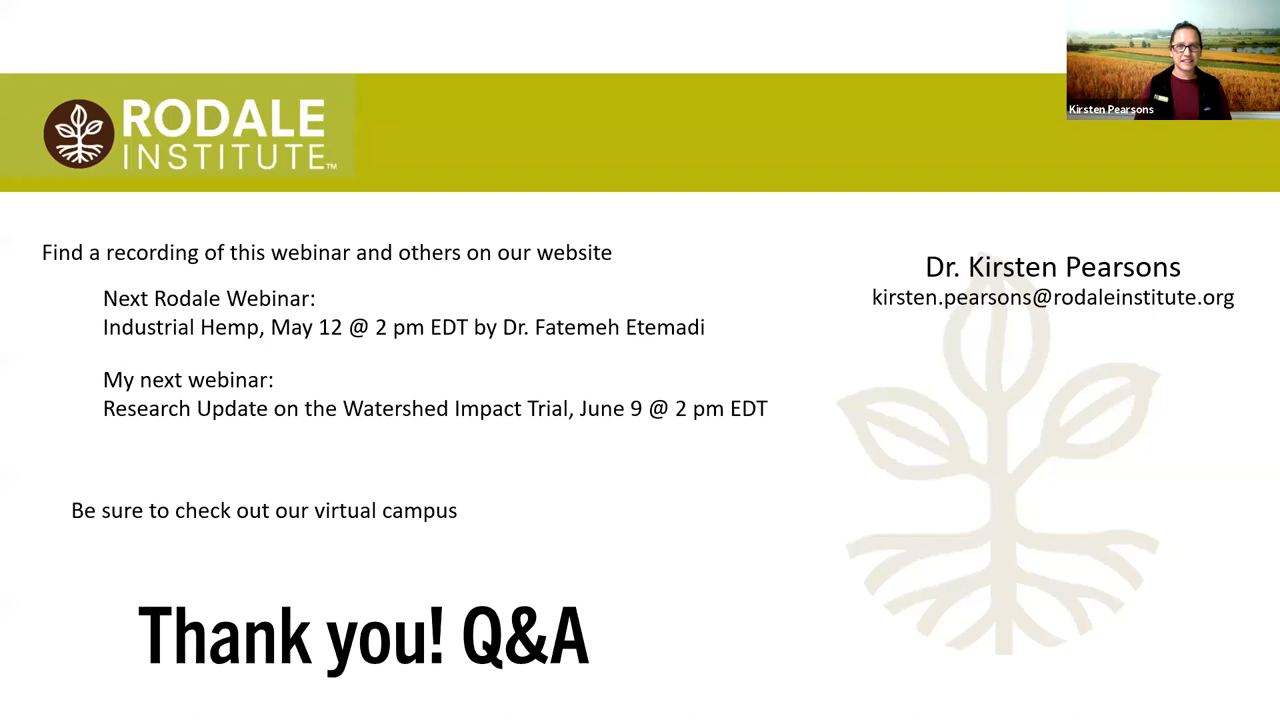 Kirsten Pearsons
RODALE
INSTITUTE™
Find a recording of this webinar and others on our website
Next Rodale Webinar:
Industrial Hemp, May 12 @ 2 pm EDT by Dr. Fatemeh Etemadi
My next webinar:
Research Update on the Watershed Impact Trial, June 9 @ 2 pm EDT
Be sure to check out our virtual campus
Thank you! Q&A
Dr. Kirsten Pearsons
kirsten.pearsons@rodaleinstitute.org